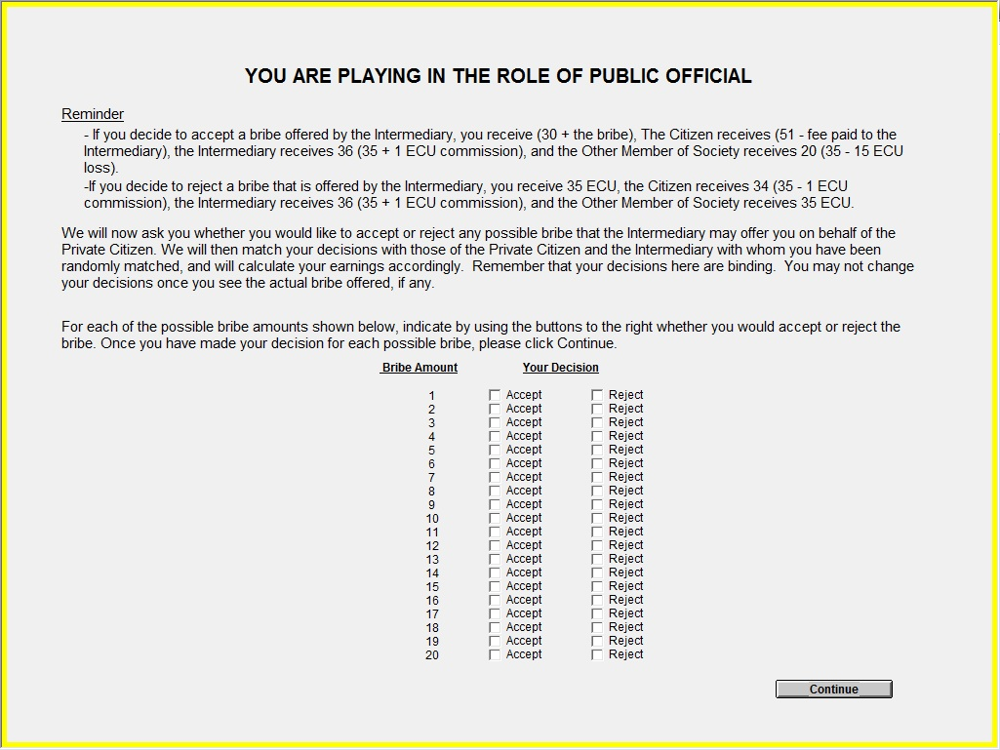 YOU ARE PLAYING IN THE ROLE OF PUBLIC OFFICIAL
Reminder
- If you decide to accept a bribe offered by the Intermediary, you receive (30 + the bribe), The Citizen receives (51 - fee paid to the
Intermediary), the Intermediary receives 36 (35 + 1 ECU commission), and the Other Member of Society receives 20 (35 - 15 ECU
loss).
-If you decide to reject a bribe that is offered by the Intermediary, you receive 35 ECU, the Citizen receives 34 (35 - 1 ECU
commission), the Intermediary receives 36 (35 + 1 ECU commission), and the Other Member of Society receives 35 ECU.
We will now ask you whether you would like to accept or reject any possible bribe that the Intermediary may offer you on behalf of the
Private Citizen. We will then match your decisions with those of the Private Citizen and the Intermediary with whom you have been
randomly matched, and will calculate your earnings accordingly. Remember that your decisions here are binding. You may not change
your decisions once you see the actual bribe offered, if any.
For each of the possible bribe amounts shown below, indicate by using the buttons to the right whether you would accept or reject the
bribe. Once you have made your decision for each possible bribe, please click Continue.
Bribe Amount Your Decision
1 Accept Reject
2 Accept Reject
3 Accept Reject
4 Accept Reject
5 Accept Reject
6 Accept Reject
7 Accept Reject
8 Accept Reject
9 Accept Reject
10 Accept Reject
11 Accept Reject
12 Accept Reject
13 Accept Reject
14 Accept Reject
15 Accept Reject
16 Accept Reject
17 Accept Reject
18 Accept Reject
19 Accept Reject
20 Accept Reject
Continue